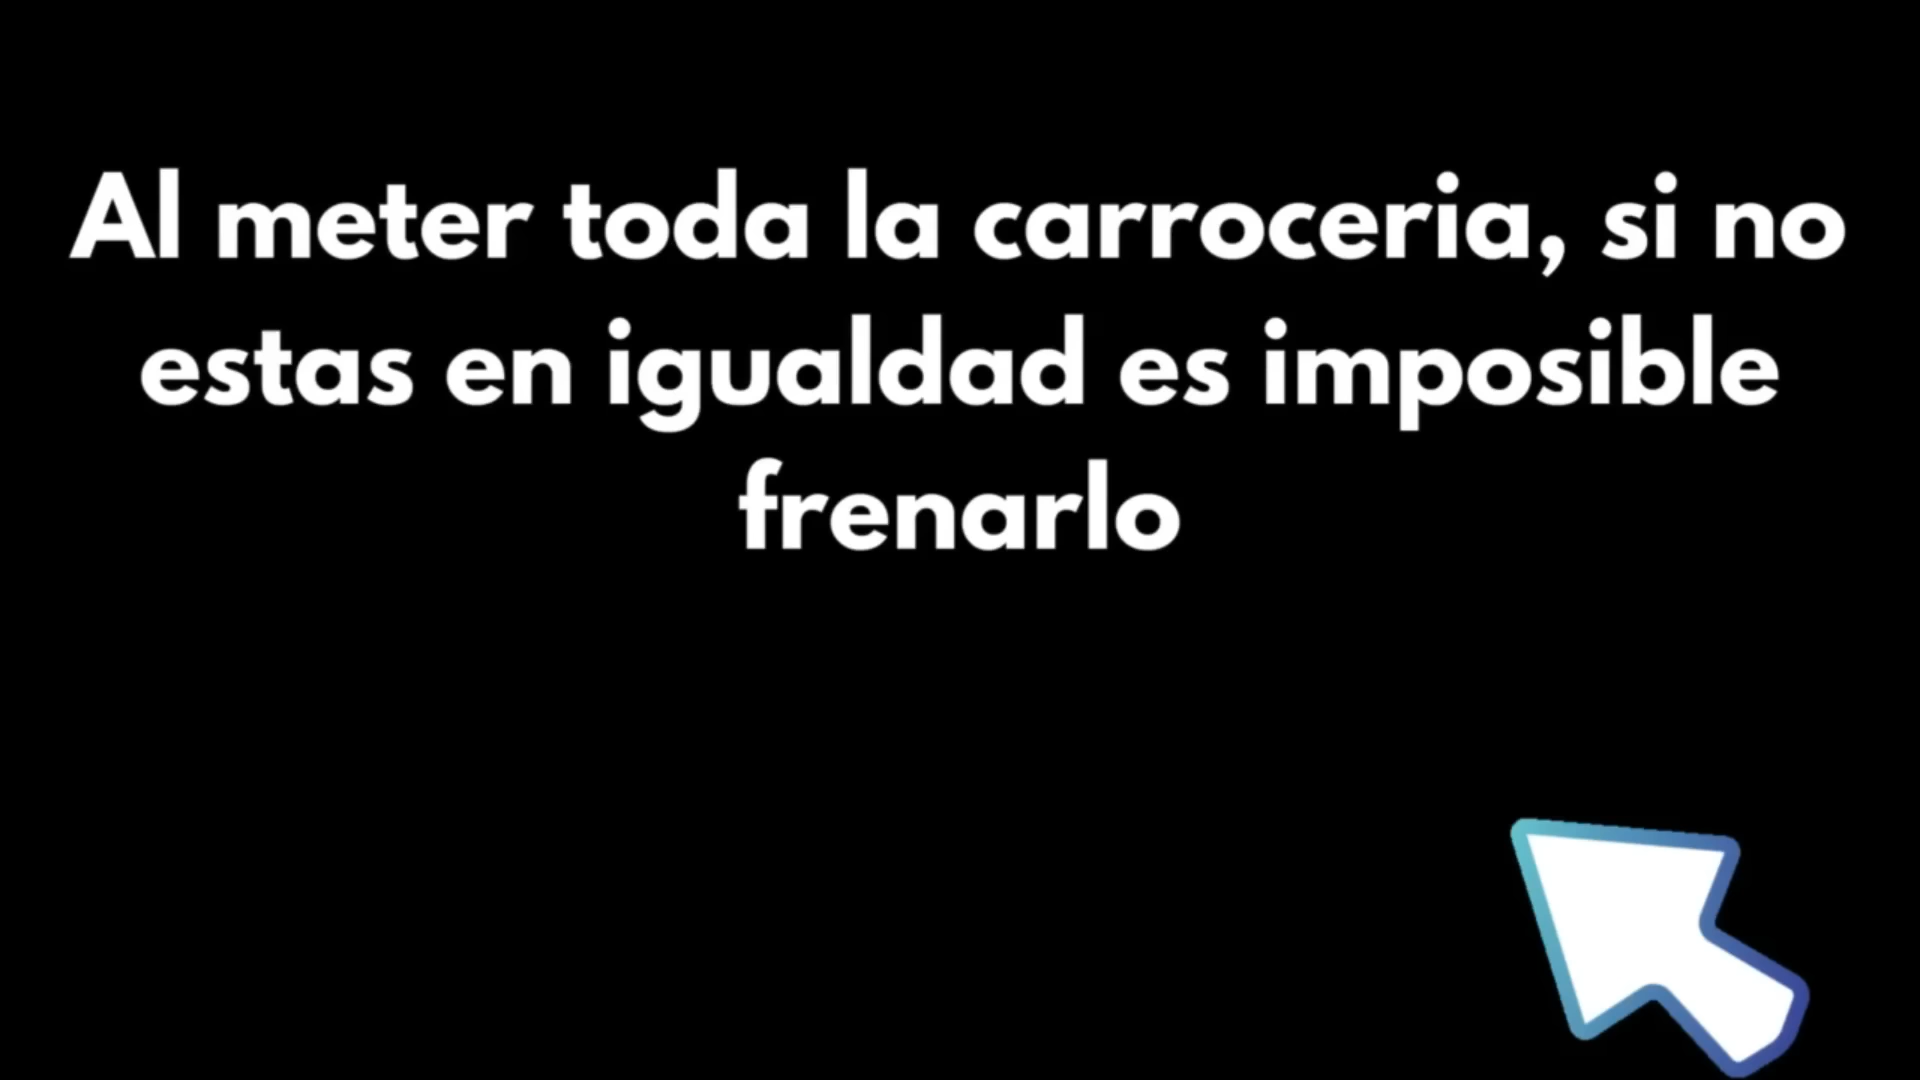 Al meter toda la carroceria, si no
estas en igualdad es imposible
frenarlo